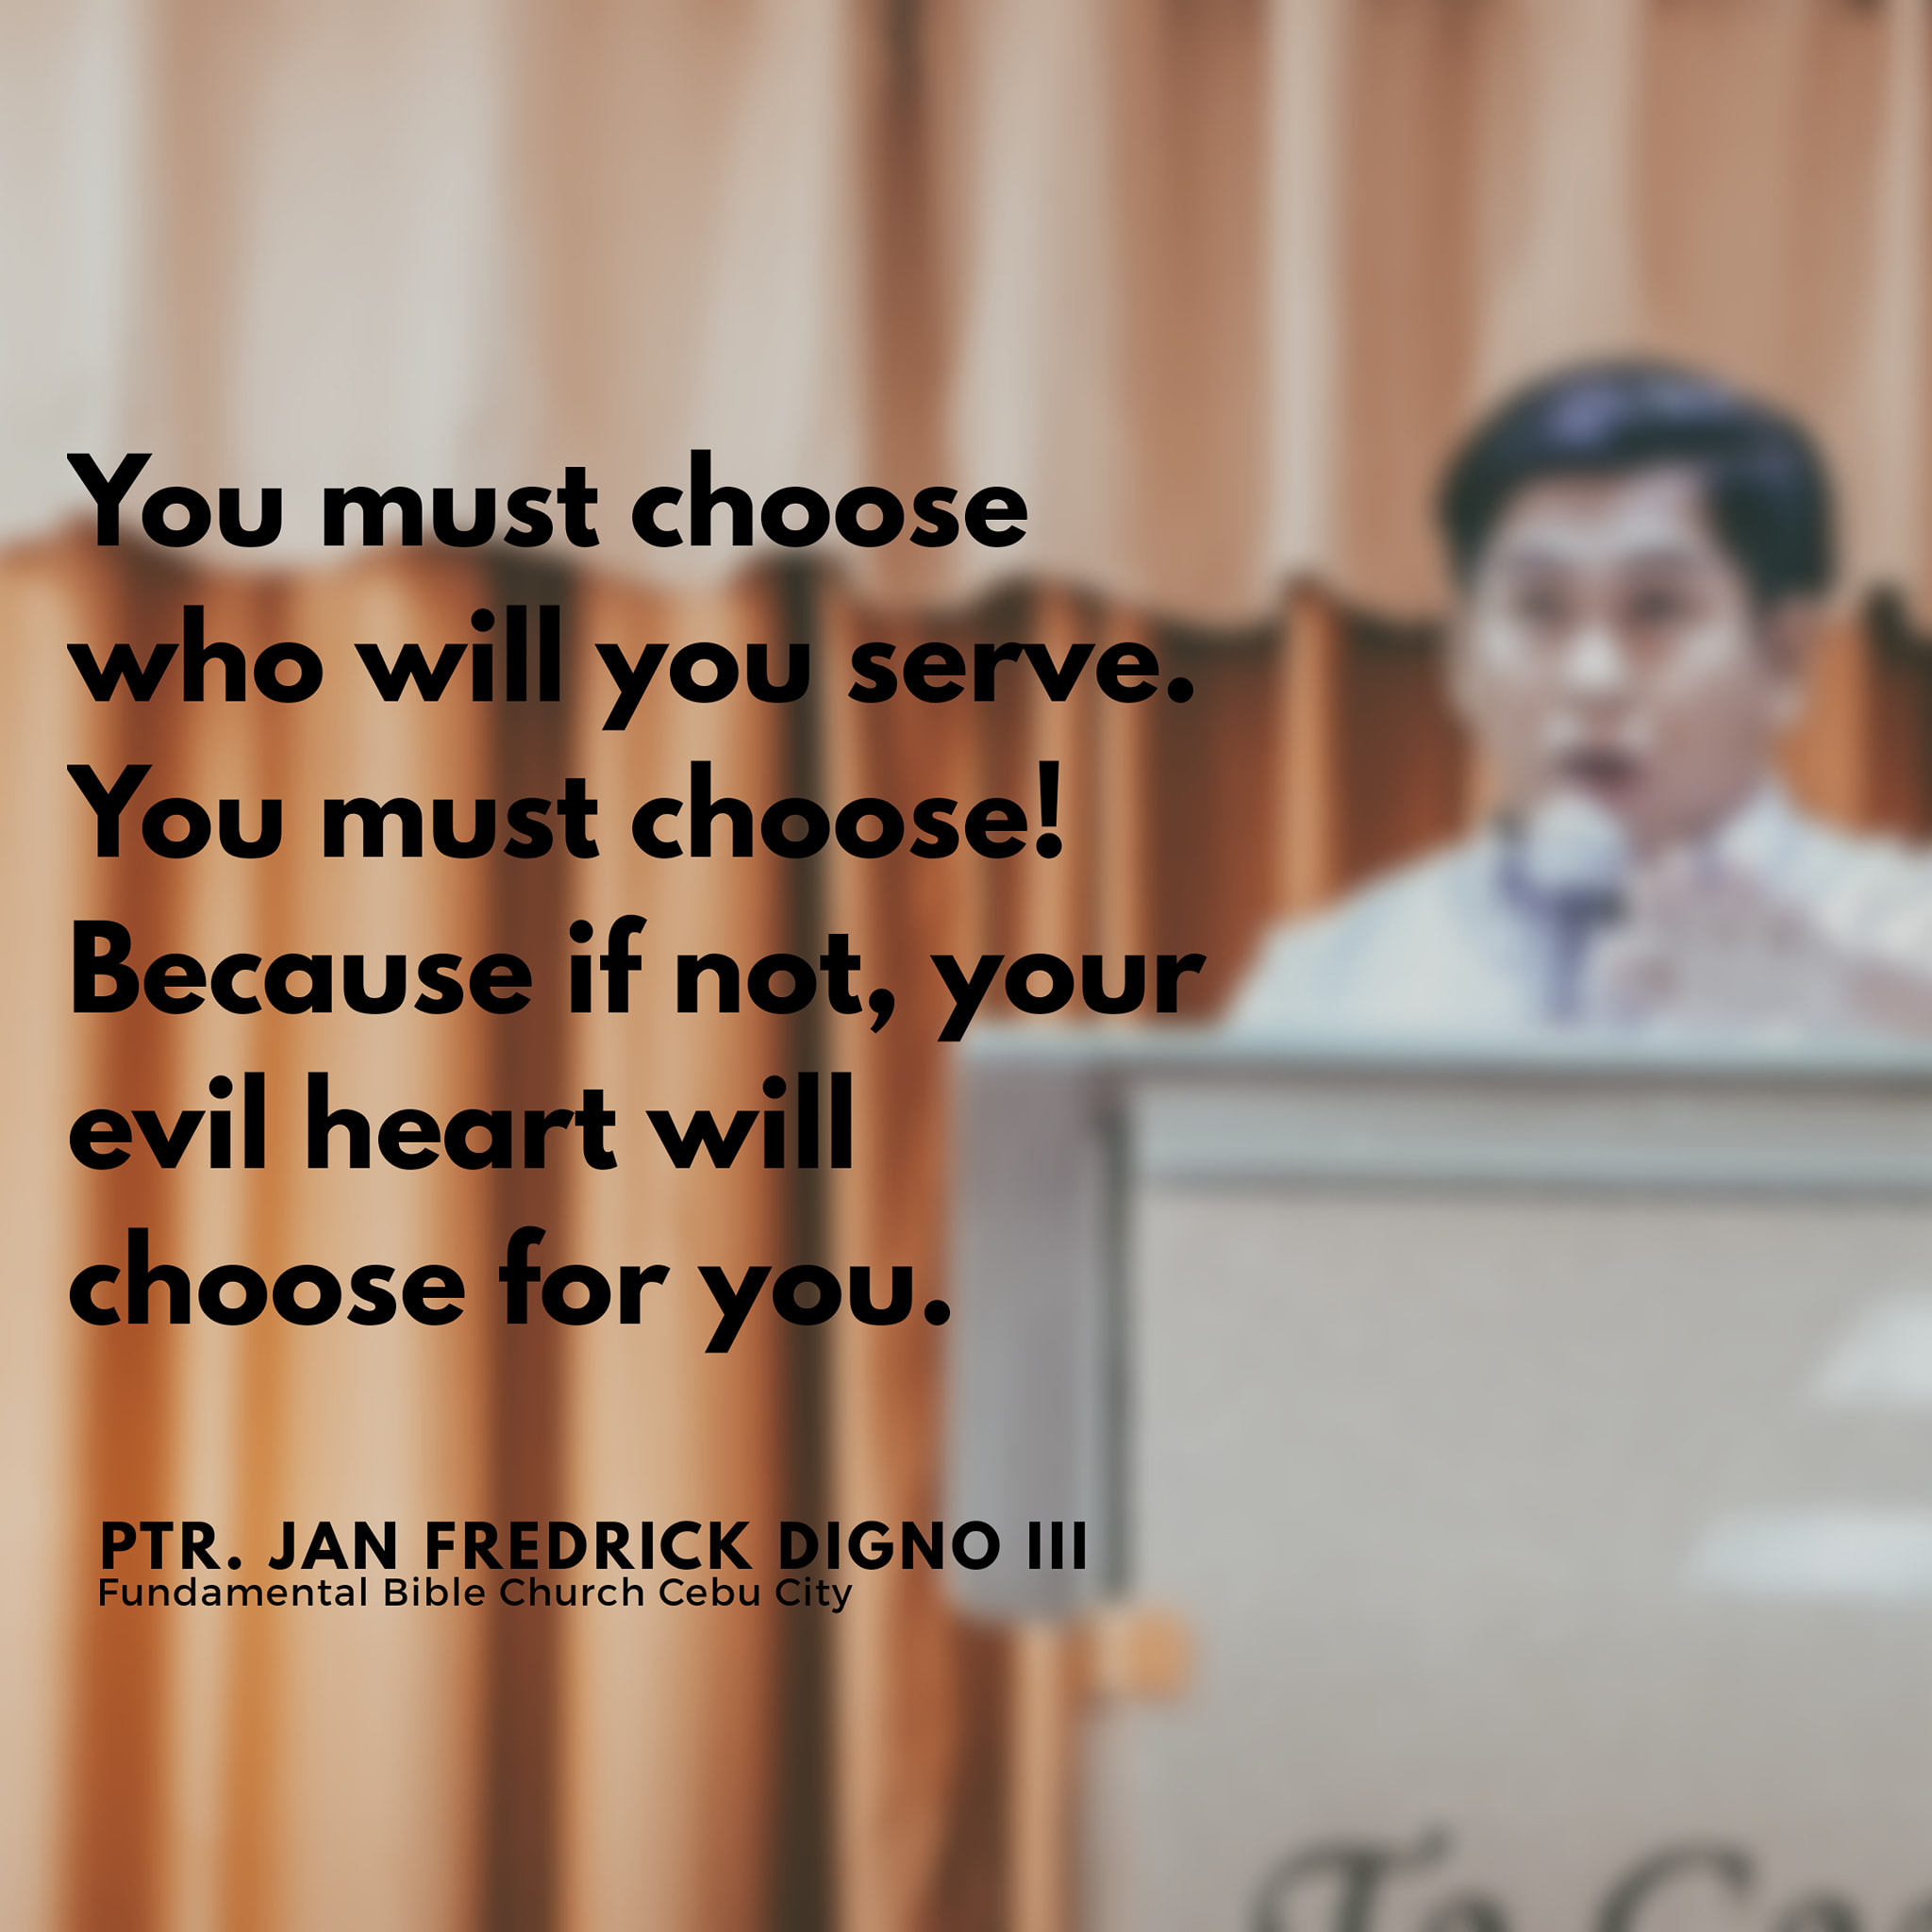 You must choose
who will you serve.
You must choose!
Because if not, your
evil heart will
choose for you.
PTR. JAN FREDRICK DIGNO III
Fundamental Bible Church Cebu City
To